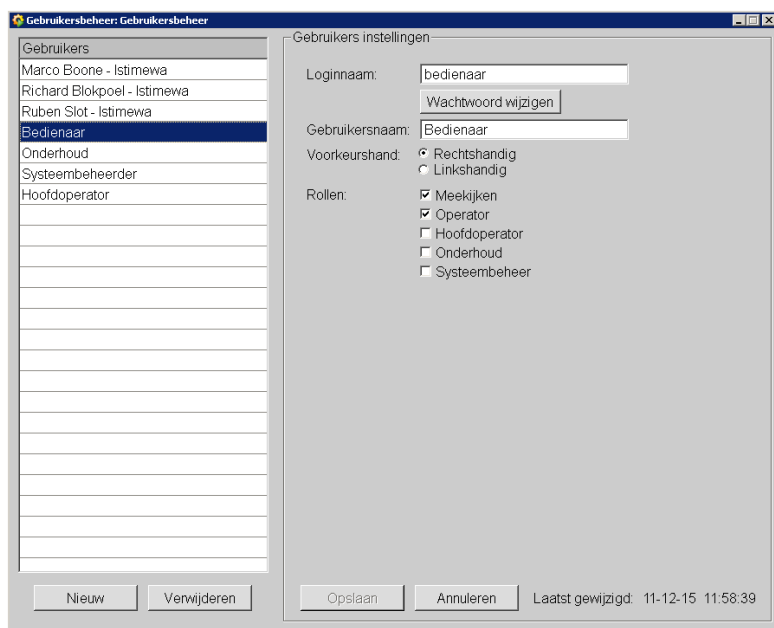 Gebruikersbeheer: Gebruikersbeheer
Gebruikers
Marco Boone - Istimewa
Richard Blokpoel - Istimewa
Ruben Slot - Istimewa
Bedienaar
Onderhoud
Systeembeheerder
Hoofdoperator
Nieuw
Verwijderen
Gebruikers instellingen
Loginnaam: bedienaar
Wachtwoord wijzigen
Gebruikersnaam: Bedienaar
Voorkeurshand: Rechtshandig
Linkshandig
Rollen: Meekijken
Operator
Hoofdoperator
Onderhoud
Systeembeheer
Opslaan
Annuleren
Laatst gewijzigd: 11-12-15 11:58:39